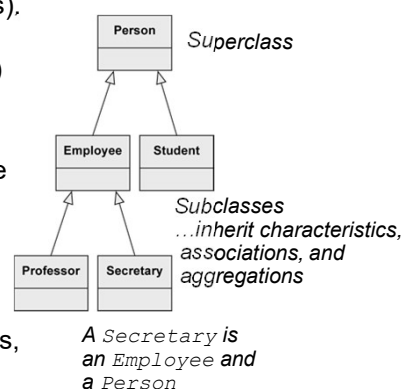 s).
Person
Superclass
)
Employee
Student
e
Subclasses
...inherit characteristics,
associations, and
aggregations
Professor
Secretary
s,
A Secretary is
an Employee and
a Person